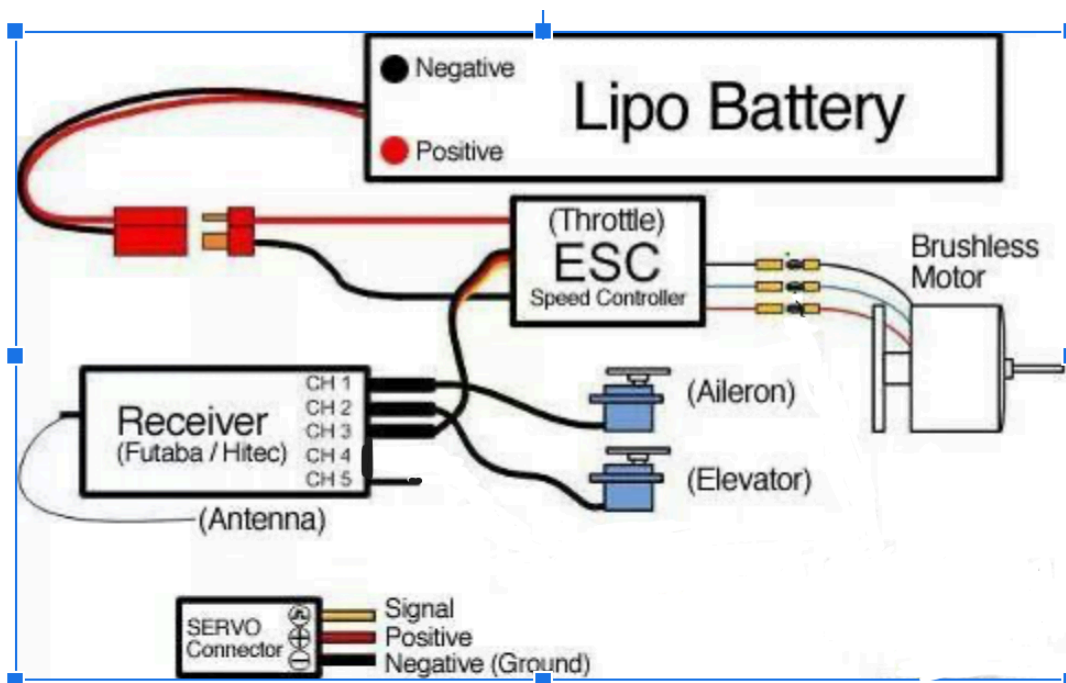 Negative
Lipo Battery
Positive
(Throttle)
ESC
Speed Controller
Brushless
Motor
CH 1
CH 2
CH 3
CH 4
CH 5
Receiver
(Futaba / Hitec)
(Aileron)
(Elevator)
(Antenna)
SERVO
Connector
Signal
Positive
Negative (Ground)